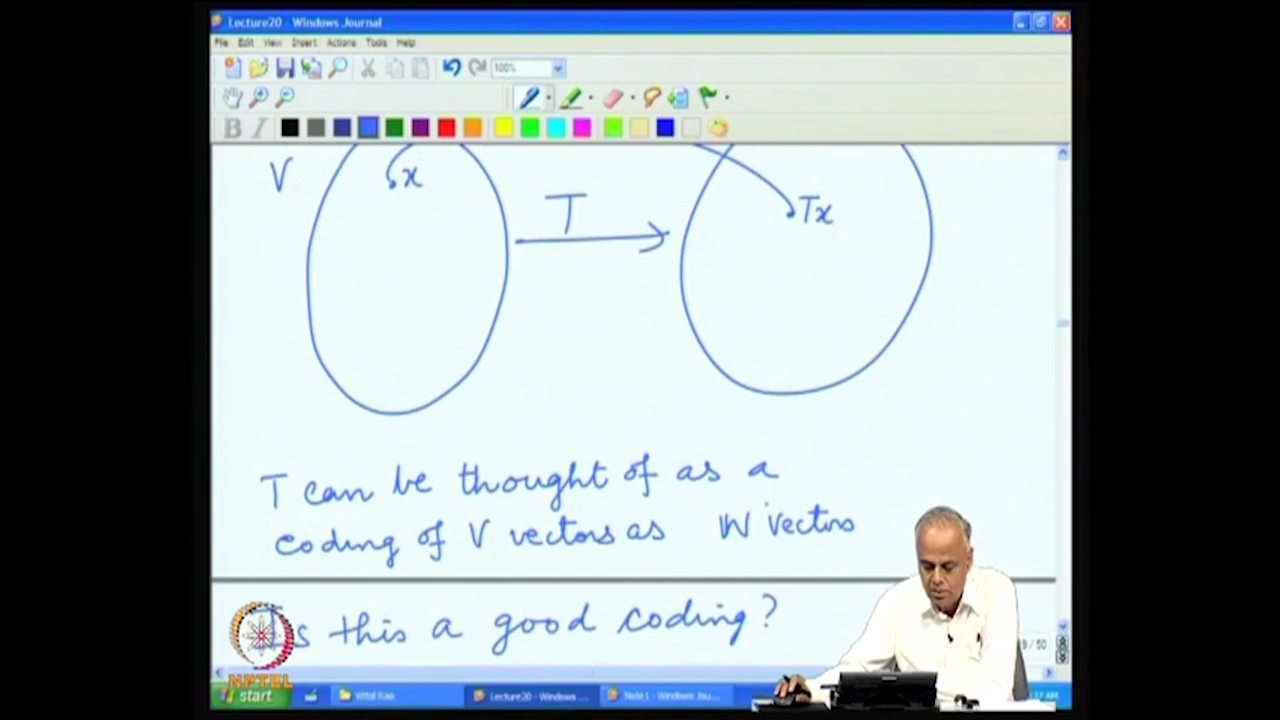 Lecture20 - Windows Journal
File Edit View Insert Actions Tools Help
100%
B I
V x T Tx
T can be thought of as a
coding of V vectors as W vectors
Is this a good coding?
NPTEL
start Vittal Rao Lecture20 - Windows ... Note1 - Windows Jou...